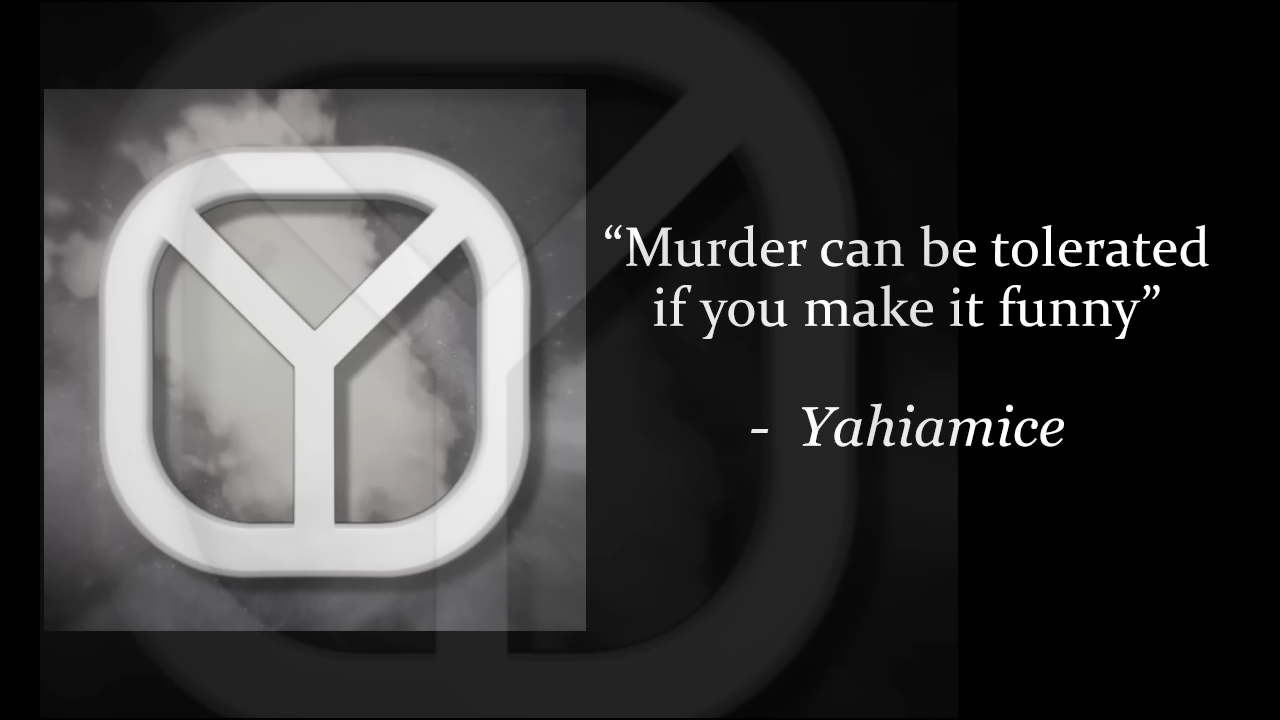 “Murder can be tolerated
if you make it funny”
- Yahiamice